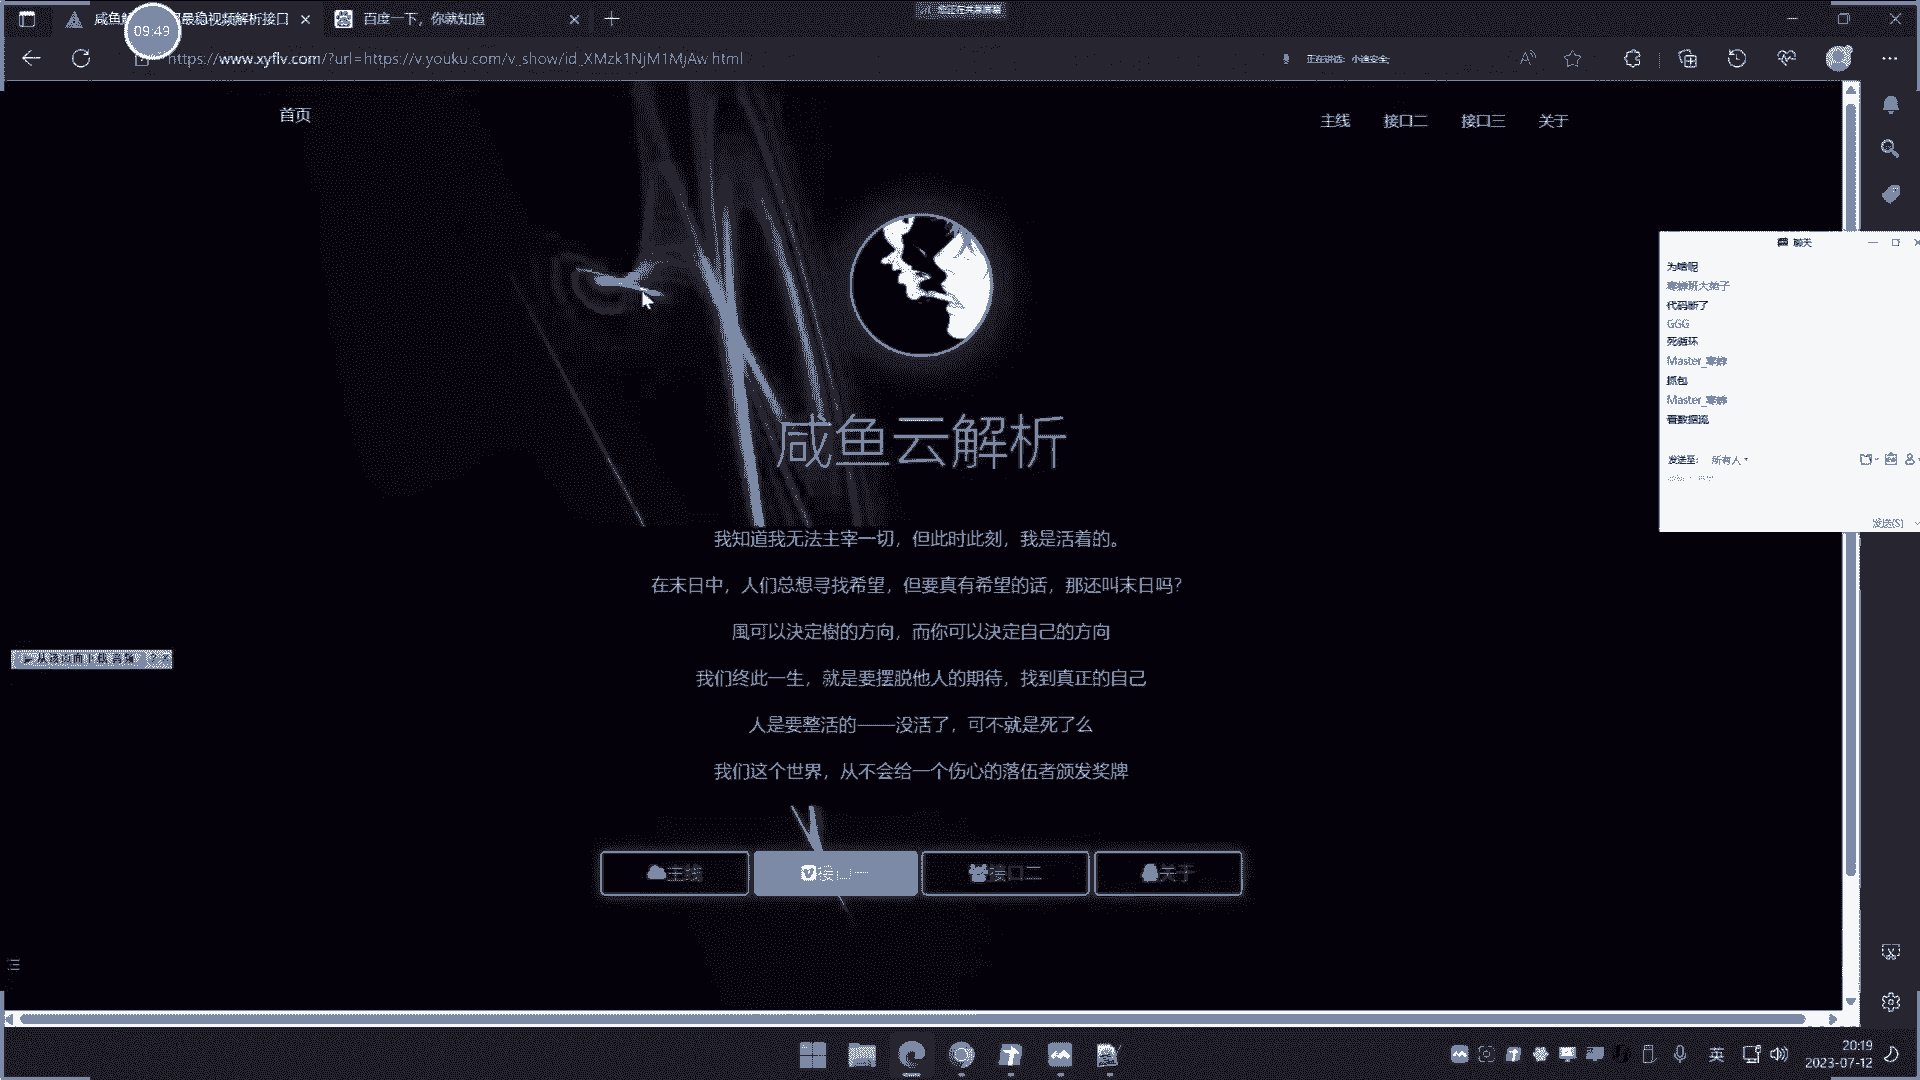 最稳视频解析接口
百度一下，你就知道
09:49
https://www.xyflv.com/?url=https://v.youku.com/v_show/id_XMzk1NjM1MjAw html
正在讲话: 小迪安全;
首页
主线
接口二
接口三
关于
聊天
为啥呢
代码断了
GGG
死循环
抓包
看数据流
发送至: 所有人
发送(S)
咸鱼云解析
我知道我无法主宰一切，但此时此刻，我是活着的。
在末日中，人们总想寻找希望，但要真有希望的话，那还叫末日吗？
風可以決定樹的方向，而你可以決定自己的方向
我们终此一生，就是要摆脱他人的期待，找到真正的自己
人是要整活的——没活了，可不就是死了么
我们这个世界，从不会给一个伤心的落伍者颁发奖牌
主线
接口一
接口二
关于
英
20:19
2023-07-12